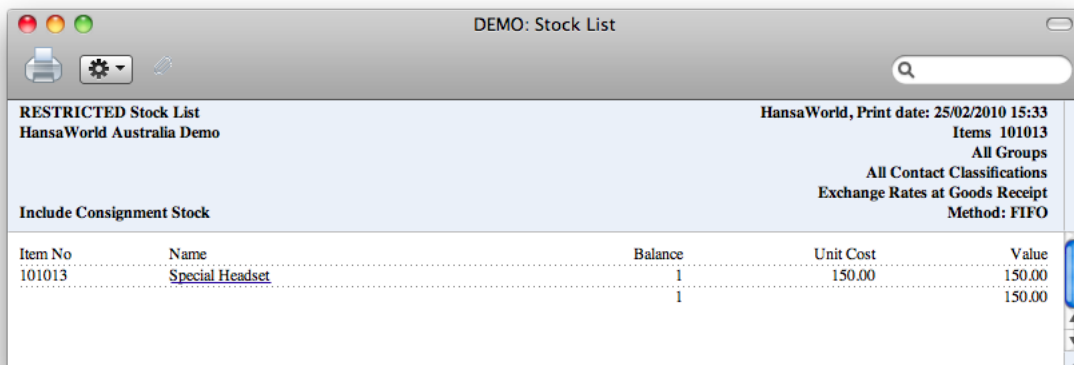 DEMO: Stock List
RESTRICTED Stock List HansaWorld, Print date: 25/02/2010 15:33
HansaWorld Australia Demo Items 101013
All Groups
All Contact Classifications
Exchange Rates at Goods Receipt
Include Consignment Stock Method: FIFO
Item No Name Balance Unit Cost Value
101013 Special Headset 1 150.00 150.00
1 150.00